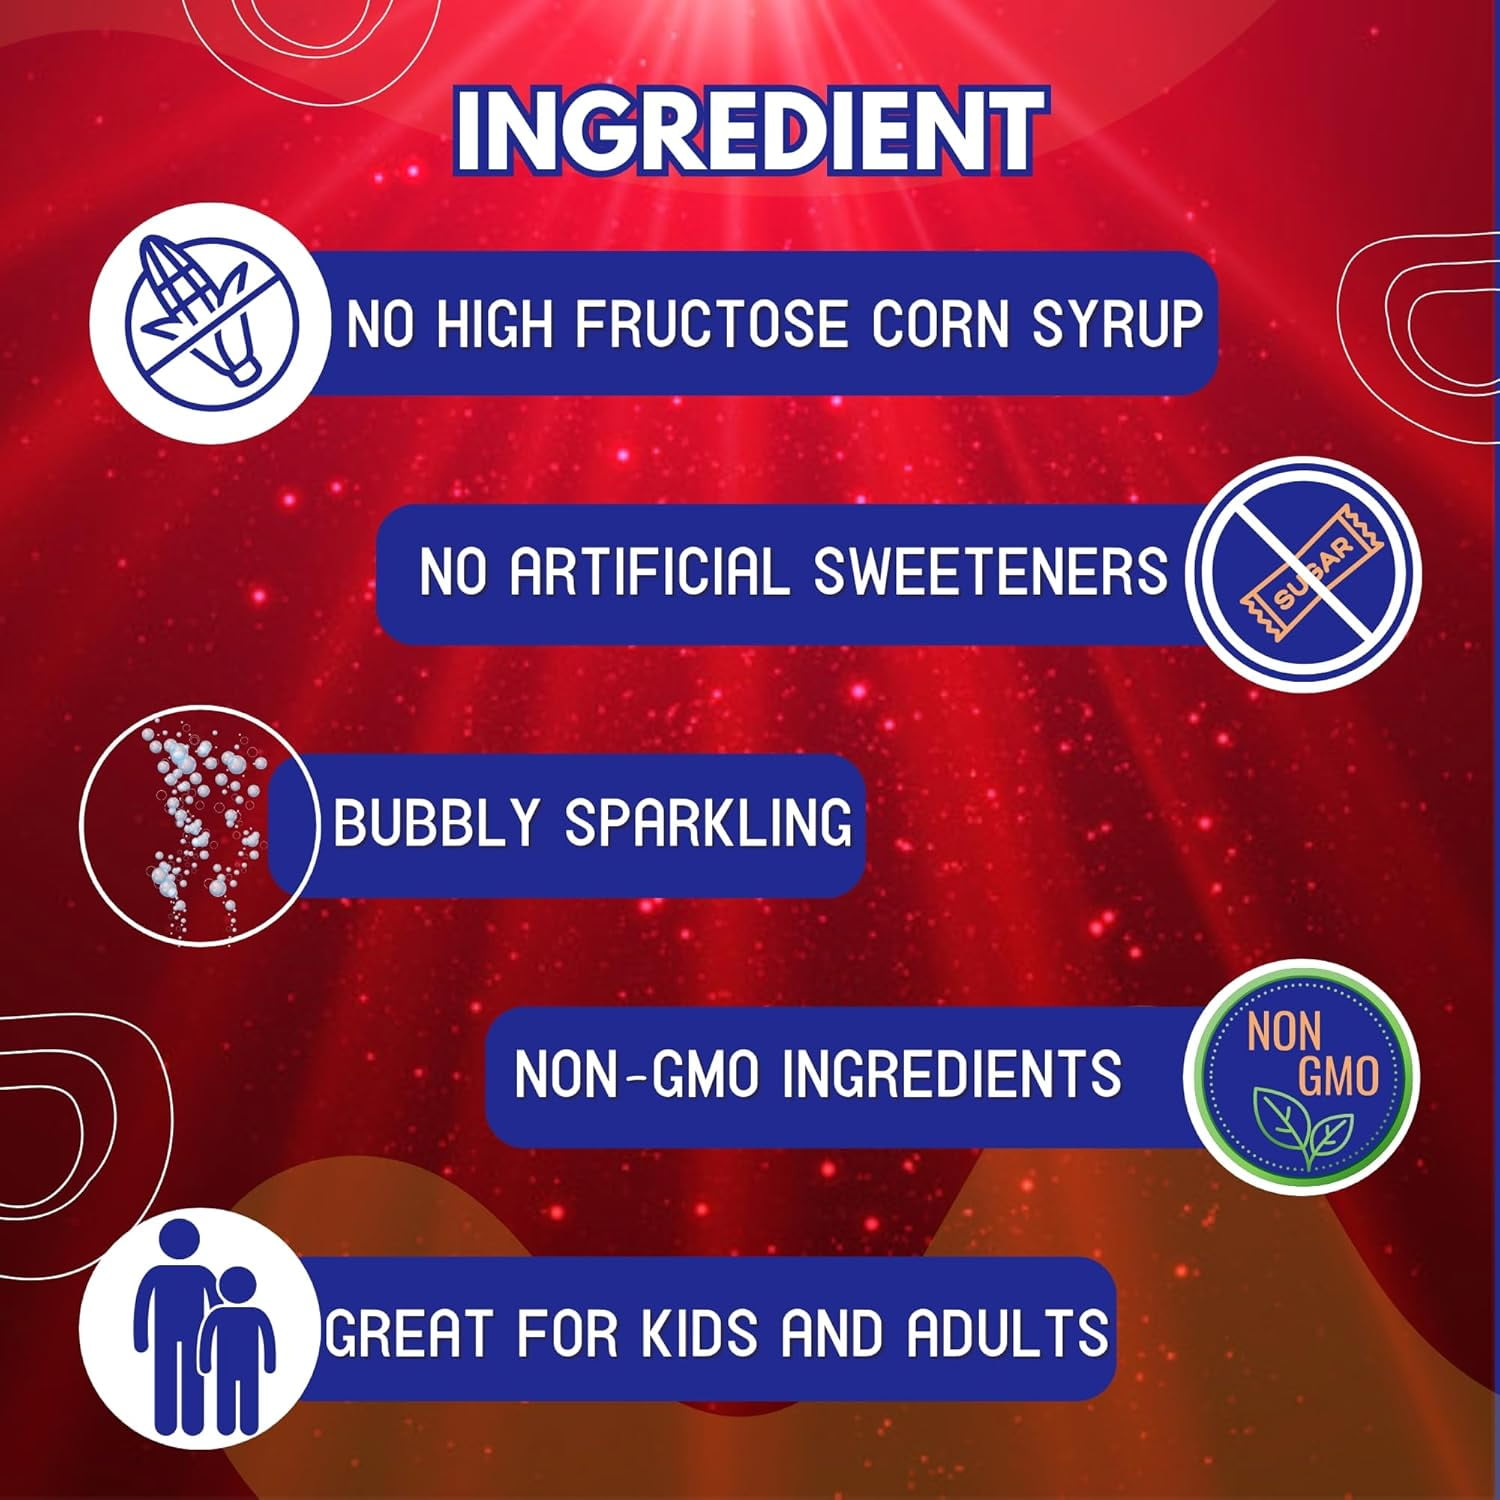 INGREDIENT
NO HIGH FRUCTOSE CORN SYRUP
NO ARTIFICIAL SWEETENERS
SUGAR
BUBBLY SPARKLING
NON-GMO INGREDIENTS
NON
GMO
GREAT FOR KIDS AND ADULTS